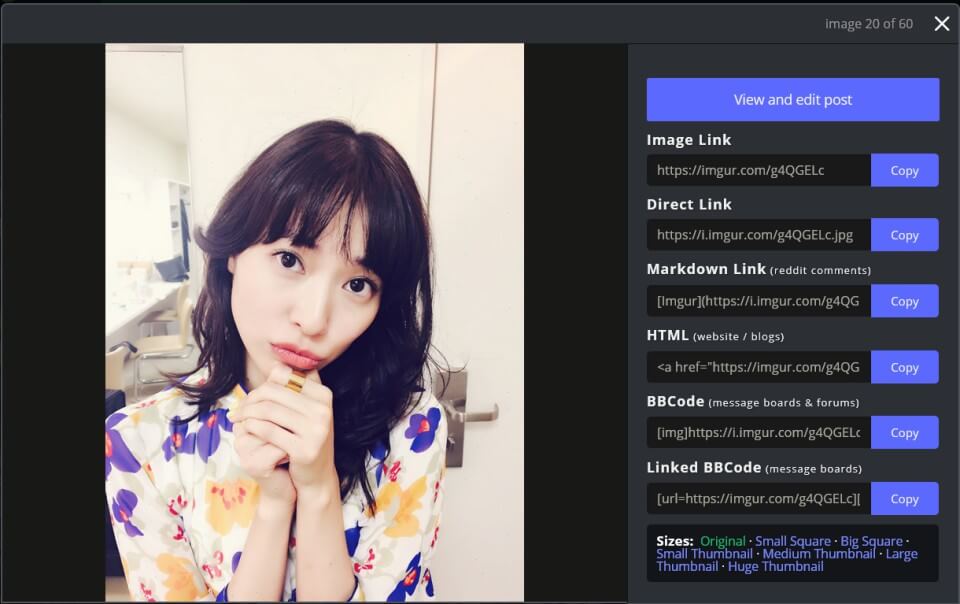 image 20 of 60
View and edit post
Image Link
https://imgur.com/g4QGELc
Copy
Direct Link
https://i.imgur.com/g4QGELc.jpg
Copy
Markdown Link (reddit comments)
[Imgur](https://i.imgur.com/g4QG
Copy
HTML (website / blogs)
<a href="https://imgur.com/g4QG
Copy
BBCode (message boards & forums)
[img]https://i.imgur.com/g4QGELc
Copy
Linked BBCode (message boards)
[url=https://imgur.com/g4QGELc][
Copy
Sizes: Original · Small Square · Big Square ·
Small Thumbnail · Medium Thumbnail · Large
Thumbnail · Huge Thumbnail